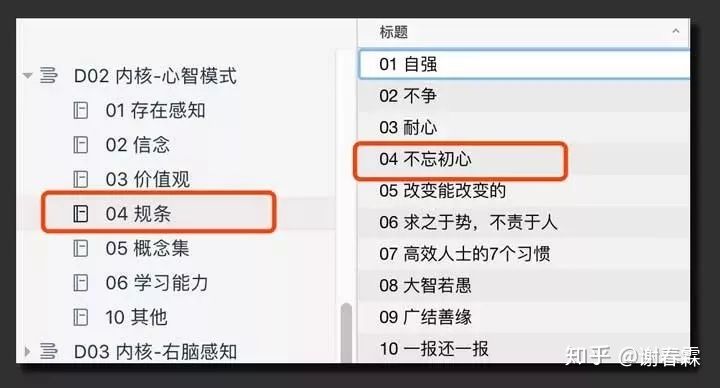 D02 内核-心智模式
01 存在感知
02 信念
03 价值观
04 规条
05 概念集
06 学习能力
10 其他
D03 内核-右脑感知
标题
01 自强
02 不争
03 耐心
04 不忘初心
05 改变能改变的
06 求之于势，不责于人
07 高效人士的7个习惯
08 大智若愚
09 广结善缘
10 一报还一报
知乎 @谢春霖